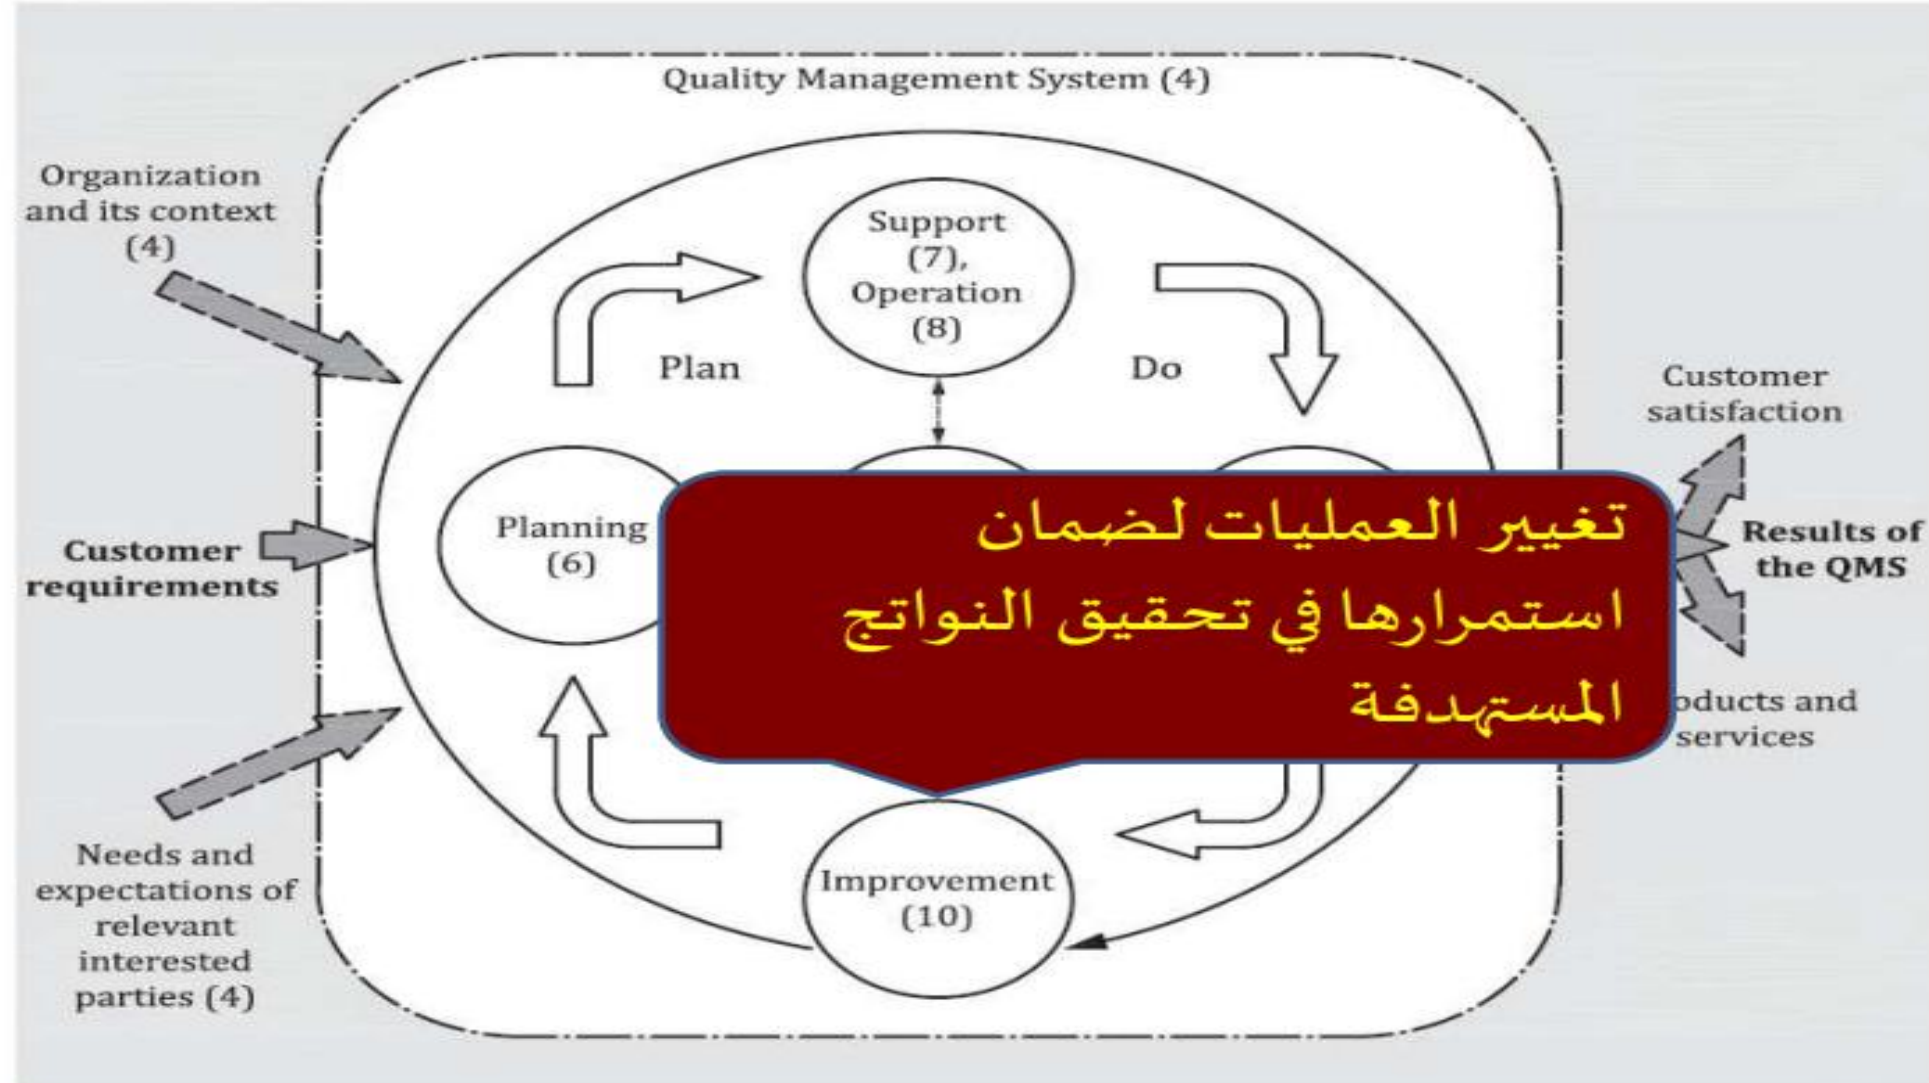 Quality Management System (4)
Organization
and its context
(4)
Support
(7),
Operation
(8)
Plan
Do
Customer
satisfaction
Planning
(6)
تغيير العمليات لضمان
استمرارها في تحقيق النواتج
المستهدفة
Customer
requirements
Results of
the QMS
oducts and
services
Needs and
expectations of
relevant
interested
parties (4)
Improvement
(10)